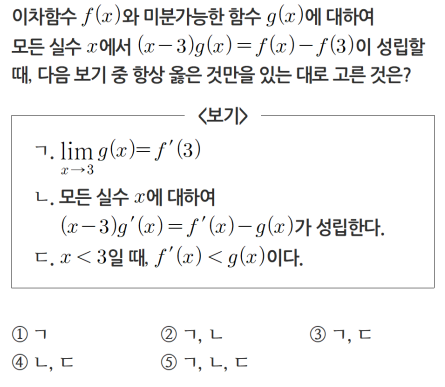 이차함수 f(x)와 미분가능한 함수 g(x)에 대하여
모든 실수 x에서 (x-3)g(x)=f(x)-f(3)이 성립할
때, 다음 보기 중 항상 옳은 것만을 있는 대로 고른 것은?
<보기>
ㄱ. lim g(x)=f′(3)
x→3
ㄴ. 모든 실수 x에 대하여
(x-3)g′(x)=f′(x)-g(x)가 성립한다.
ㄷ. x<3일 때, f′(x)<g(x)이다.
① ㄱ ② ㄱ, ㄴ ③ ㄱ, ㄷ
④ ㄴ, ㄷ ⑤ ㄱ, ㄴ, ㄷ